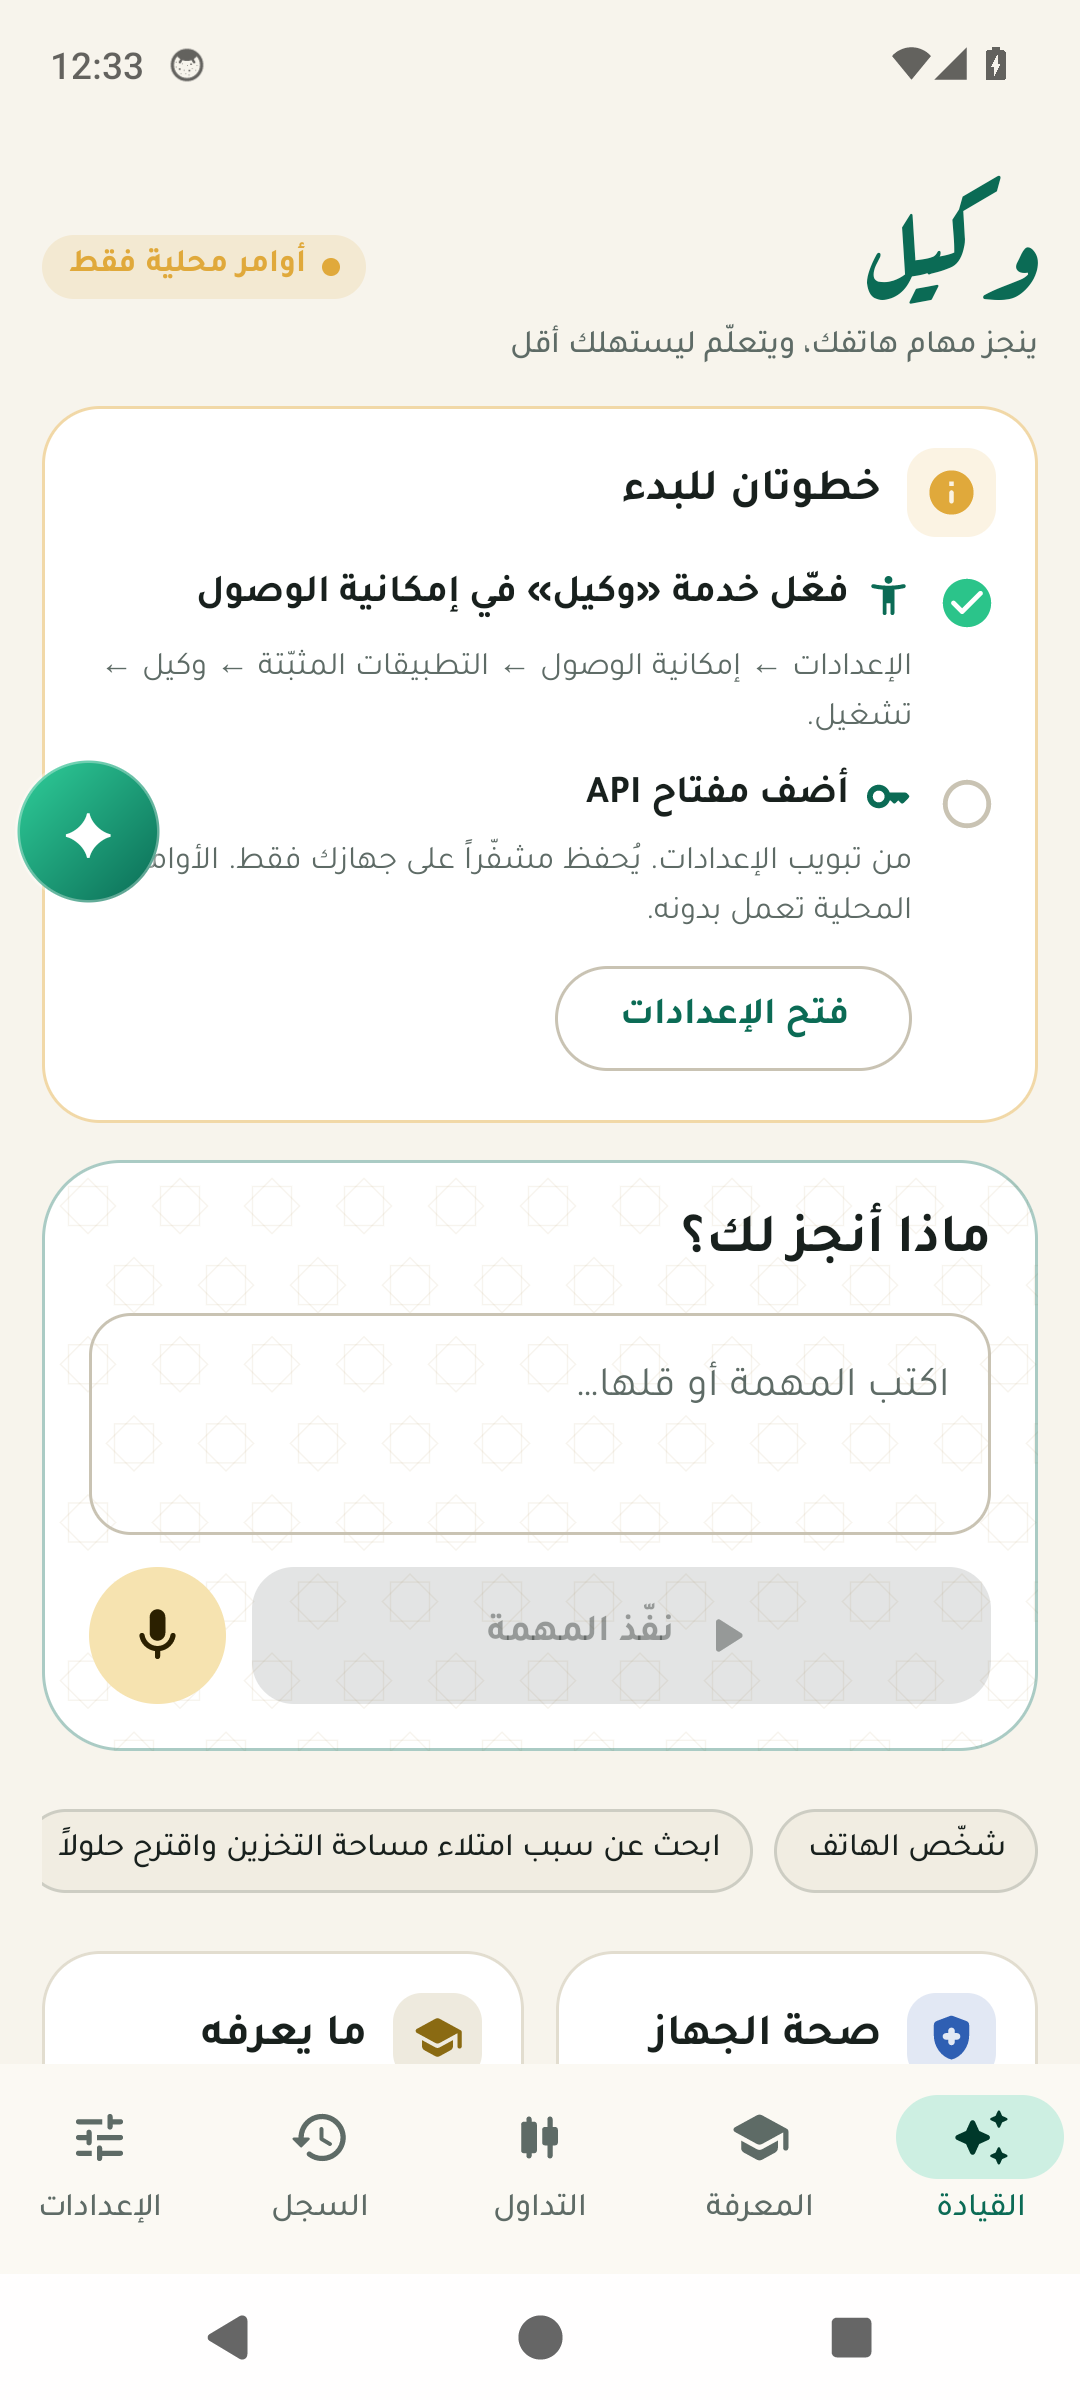 12:33
وكيل
أوامر محلية فقط
ينجز مهام هاتفك، ويتعلّم ليستهلك أقل
خطوتان للبدء
فعّل خدمة «وكيل» في إمكانية الوصول
الإعدادات ← إمكانية الوصول ← التطبيقات المثبّتة ← وكيل ←
تشغيل.
أضف مفتاح API
من تبويب الإعدادات. يُحفظ مشفّراً على جهازك فقط.
المحلية تعمل بدونه.
فتح الإعدادات
ماذا أنجز لك؟
اكتب المهمة أو قلها…
نفّذ المهمة
شخّص الهاتف
ابحث عن سبب امتلاء مساحة التخزين واقترح حلولاً
صحة الجهاز
ما يعرفه
القيادة
المعرفة
التداول
السجل
الإعدادات